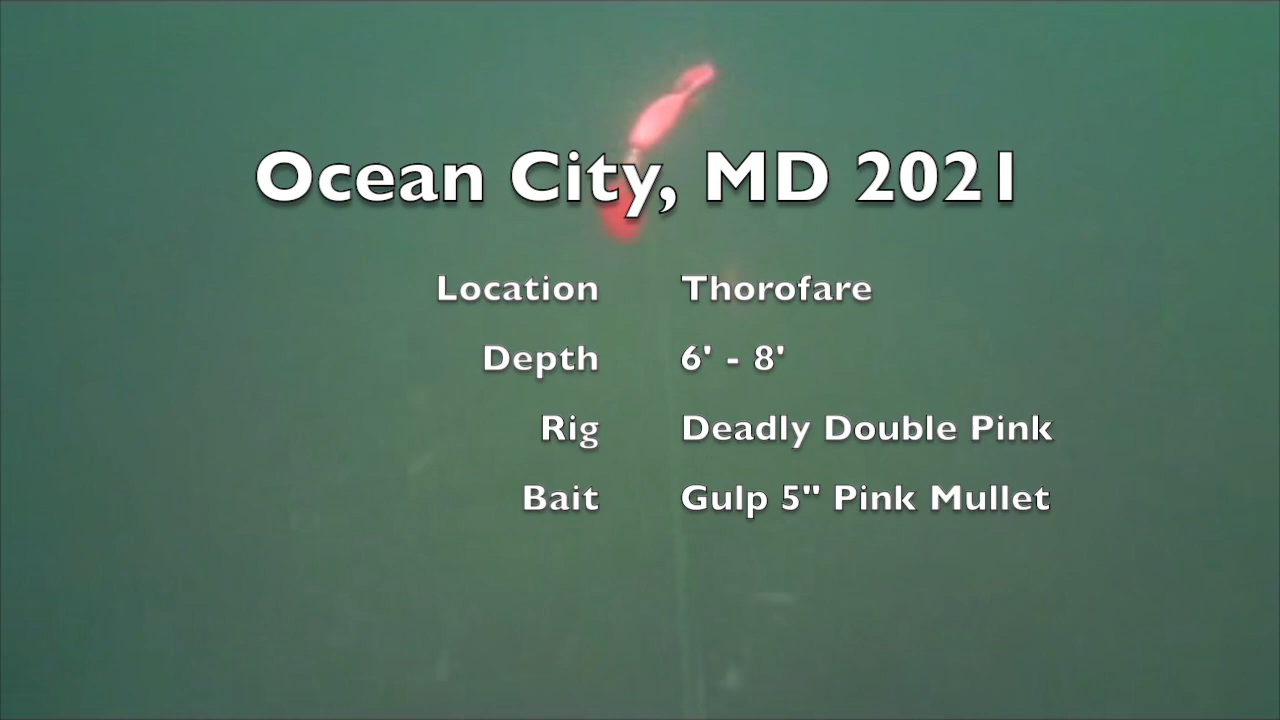 Ocean City, MD 2021
Location Thorofare
Depth 6' - 8'
Rig Deadly Double Pink
Bait Gulp 5" Pink Mullet